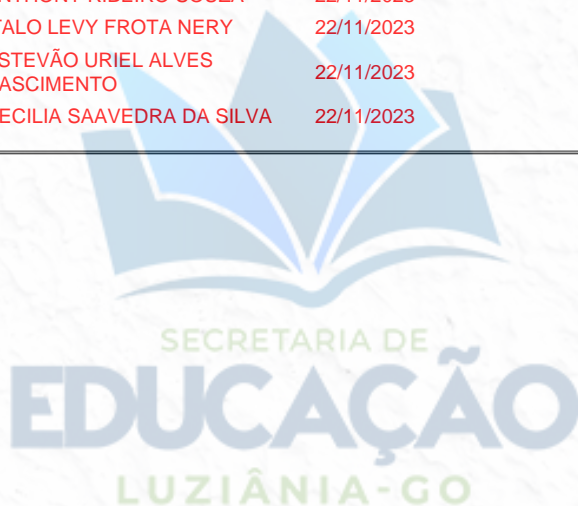 TALO LEVY FROTA NERY 22/11/2023
STEVÃO URIEL ALVES
ASCIMENTO 22/11/2023
ECILIA SAAVEDRA DA SILVA 22/11/2023
SECRETARIA DE
EDUCAÇÃO
LUZIÂNIA-GO